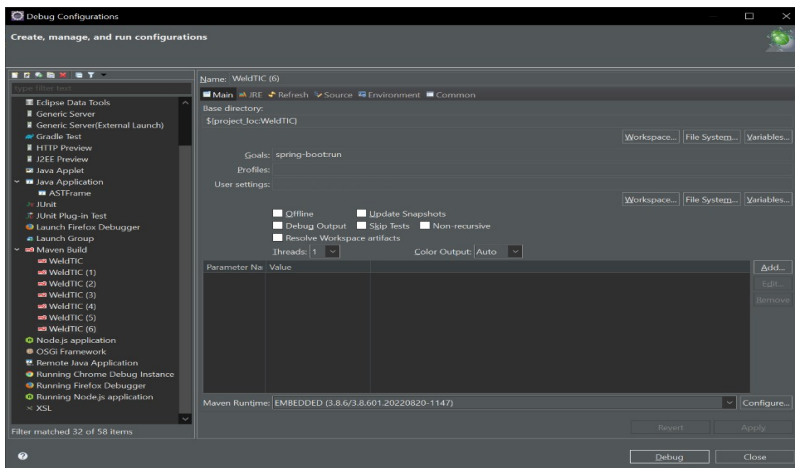 Debug Configurations
Create, manage, and run configurations
type filter text
Eclipse Data Tools
Generic Server
Generic Server(External Launch)
Gradle Test
HTTP Preview
J2EE Preview
Java Applet
Java Application
ASTFrame
JUnit
JUnit Plug-in Test
Launch Firefox Debugger
Launch Group
Maven Build
WeldTIC
WeldTIC (1)
WeldTIC (2)
WeldTIC (3)
WeldTIC (4)
WeldTIC (5)
WeldTIC (6)
Node.js application
OSGi Framework
Remote Java Application
Running Chrome Debug Instance
Running Firefox Debugger
Running Node.js application
XSL
Filter matched 32 of 58 items
Name: WeldTIC (6)
Main JRE Refresh Source Environment Common
Base directory:
${project_loc:WeldTIC}
Workspace... File System... Variables...
Goals: spring-boot:run
Profiles:
User settings:
Workspace... File System... Variables...
Offline Update Snapshots
Debug Output Skip Tests Non-recursive
Resolve Workspace artifacts
Threads: 1 Color Output: Auto
Parameter Na Value
Add...
Edit...
Remove
Maven Runtime: EMBEDDED (3.8.6/3.8.601.20220820-1147) Configure...
Revert Apply
Debug Close